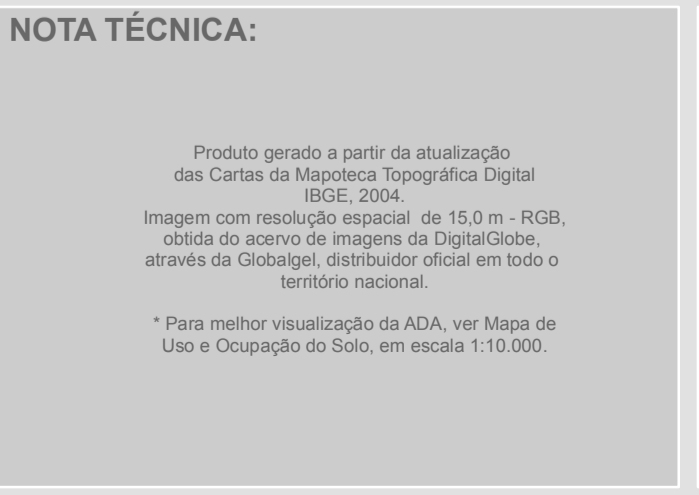 NOTA TÉCNICA:
Produto gerado a partir da atualização
das Cartas da Mapoteca Topográfica Digital
IBGE, 2004.
Imagem com resolução espacial de 15,0 m - RGB,
obtida do acervo de imagens da DigitalGlobe,
através da Globalgel, distribuidor oficial em todo o
território nacional.
* Para melhor visualização da ADA, ver Mapa de
Uso e Ocupação do Solo, em escala 1:10.000.